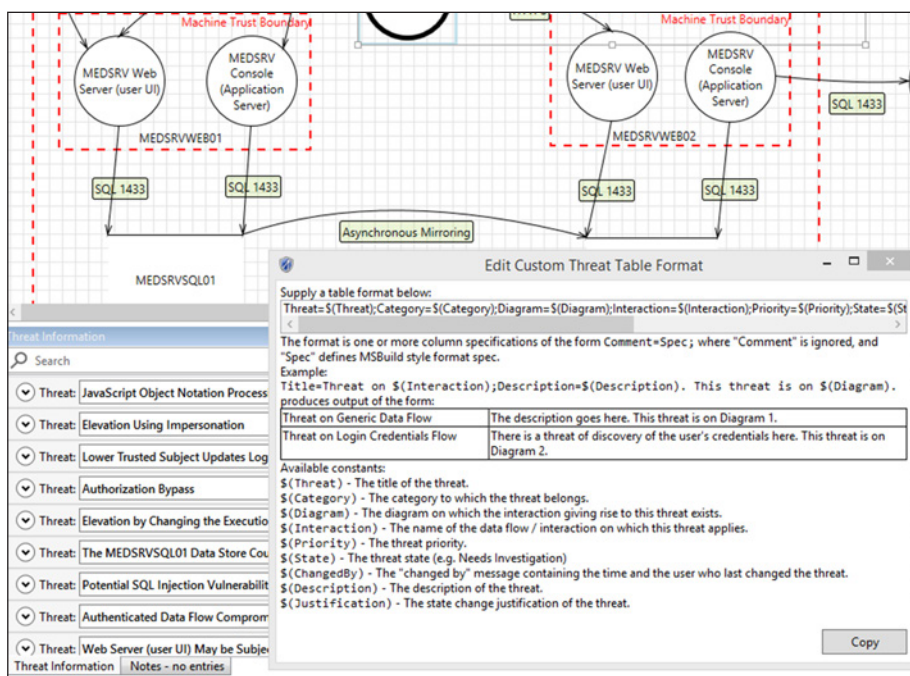 Machine Trust Boundary
Machine Trust Boundary
MEDSRV Web
Server (user UI)
MEDSRV
Console
(Application
Server)
MEDSRVWEB01
MEDSRV Web
Server (user UI)
MEDSRV
Console
(Application
Server)
MEDSRVWEB02
SQL 1433
SQL 1433
SQL 1433
SQL 1433
SQL 1433
Asynchronous Mirroring
MEDSRVSQL01
Edit Custom Threat Table Format
Supply a table format below:
Threat=$(Threat);Category=$(Category);Diagram=$(Diagram);Interaction=$(Interaction);Priority=$(Priority);State=$(St
The format is one or more column specifications of the form Comment=Spec; where "Comment" is ignored, and
"Spec" defines MSBuild style format spec.
Example:
Title=Threat on $(Interaction);Description=$(Description). This threat is on $(Diagram).
produces output of the form:
Threat on Generic Data Flow
The description goes here. This threat is on Diagram 1.
Threat on Login Credentials Flow
There is a threat of discovery of the user's credentials here. This threat is on
Diagram 2.
Available constants:
$(Threat) - The title of the threat.
$(Category) - The category to which the threat belongs.
$(Diagram) - The diagram on which the interaction giving rise to this threat exists.
$(Interaction) - The name of the data flow / interaction on which this threat applies.
$(Priority) - The threat priority.
$(State) - The threat state (e.g. Needs Investigation)
$(ChangedBy) - The "changed by" message containing the time and the user who last changed the threat.
$(Description) - The description of the threat.
$(Justification) - The state change justification of the threat.
Copy
Threat Information
Search
Threat: JavaScript Object Notation Process
Threat: Elevation Using Impersonation
Threat: Lower Trusted Subject Updates Log
Threat: Authorization Bypass
Threat: Elevation by Changing the Executio
Threat: The MEDSRVSQL01 Data Store Cou
Threat: Potential SQL Injection Vulnerabilit
Threat: Authenticated Data Flow Comprom
Threat: Web Server (user UI) May be Subje
Threat Information
Notes - no entries